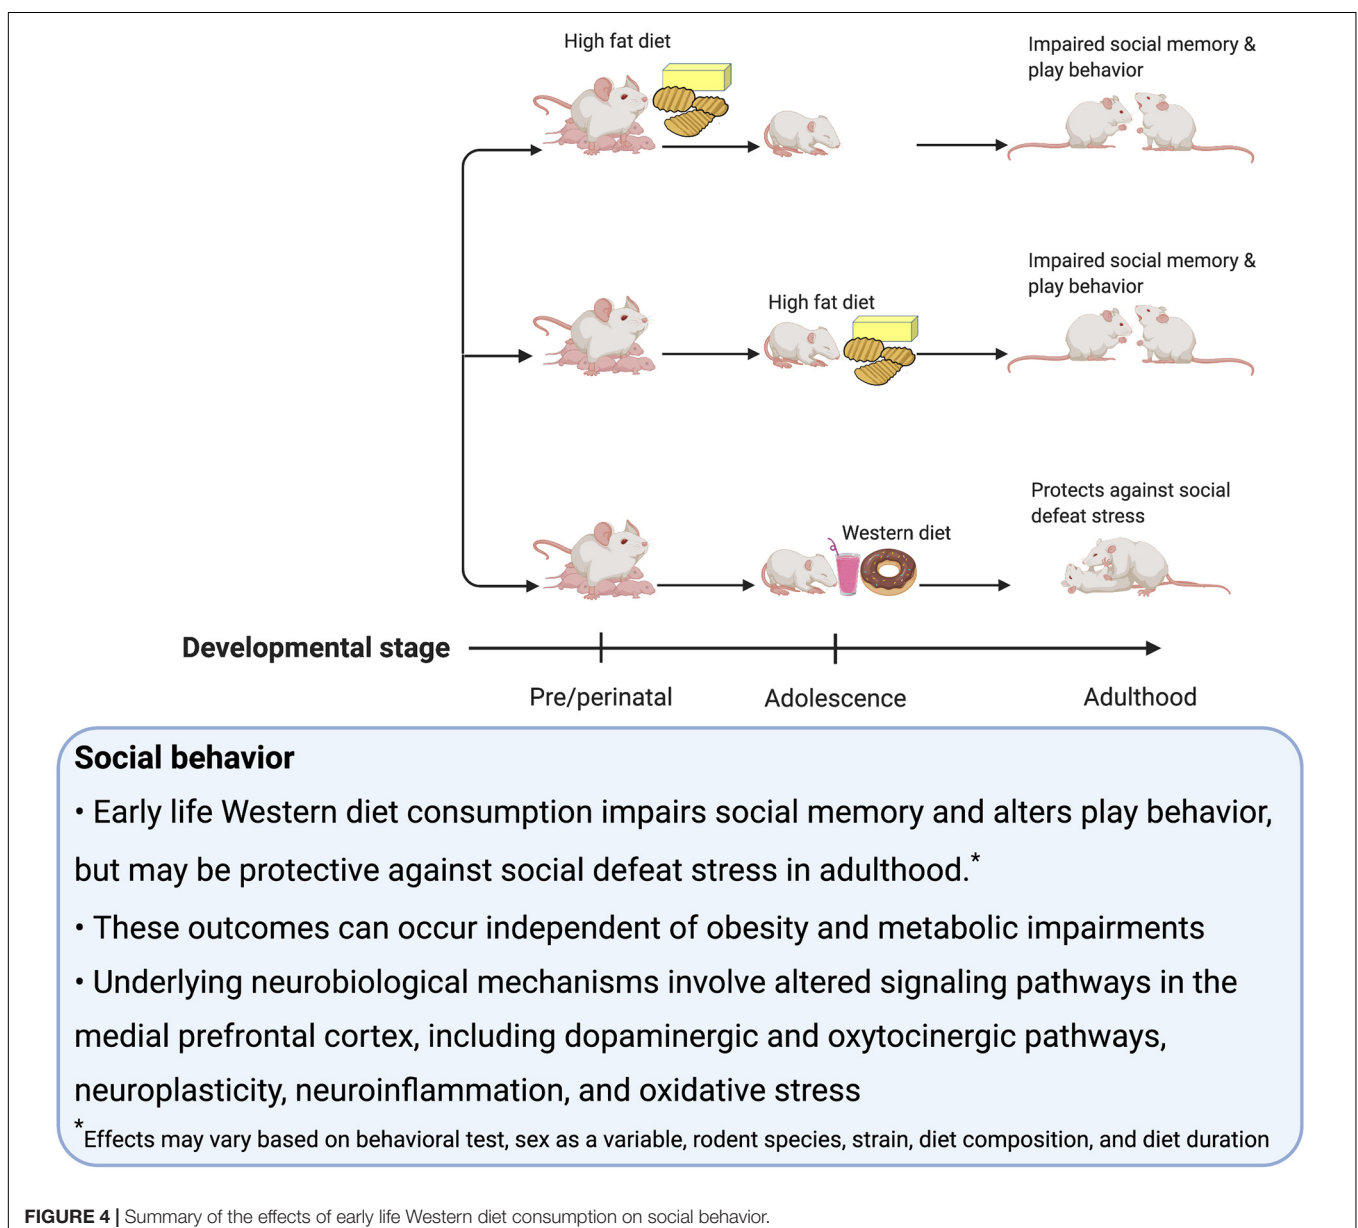 High fat diet
Impaired social memory &
play behavior
Impaired social memory &
play behavior
High fat diet
Protects against social
defeat stress
Western diet
Developmental stage
Pre/perinatal
Adolescence
Adulthood
Social behavior
• Early life Western diet consumption impairs social memory and alters play behavior,
but may be protective against social defeat stress in adulthood.*
• These outcomes can occur independent of obesity and metabolic impairments
• Underlying neurobiological mechanisms involve altered signaling pathways in the
medial prefrontal cortex, including dopaminergic and oxytocinergic pathways,
neuroplasticity, neuroinflammation, and oxidative stress
*Effects may vary based on behavioral test, sex as a variable, rodent species, strain, diet composition, and diet duration
FIGURE 4 | Summary of the effects of early life Western diet consumption on social behavior.